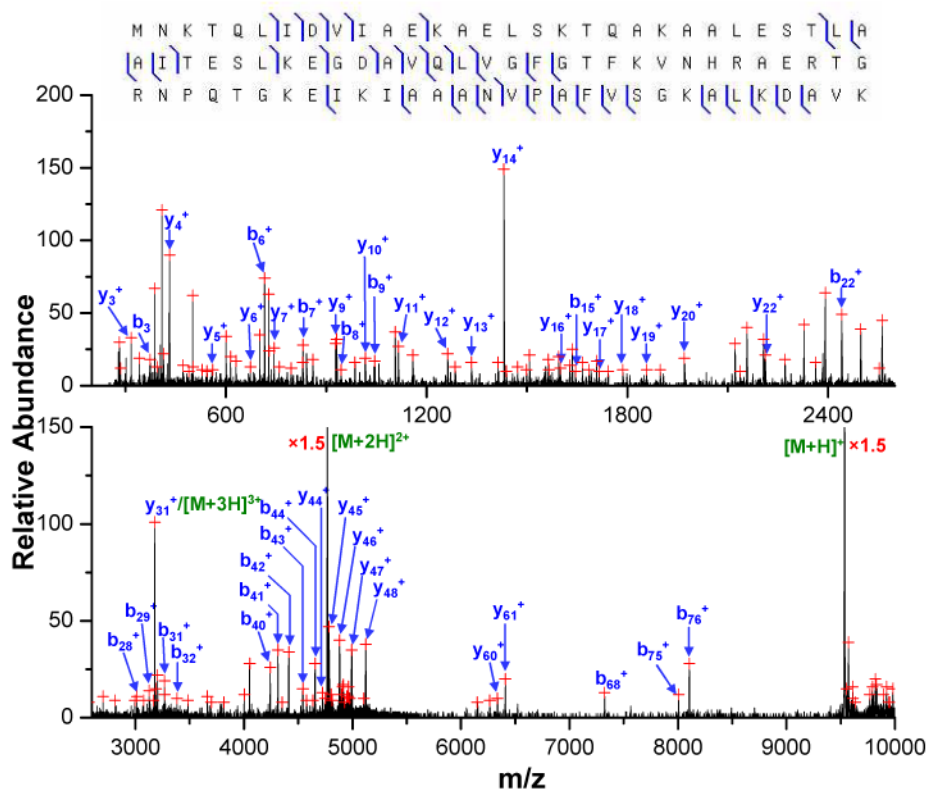 M N K T Q L I D V I A E K A E L S K T Q A K A A L E S T L A
A I T E S L K E G D A V Q L V G F G T F K V N H R A E R T G
R N P Q T G K E I K I A A A N V P A F V S G K A L K D A V K
200
150
100
50
0
y₃⁺
b₃
y₄⁺
y₅⁺
y₆⁺
b₆⁺
y₇⁺
b₇⁺
y₉⁺
b₈⁺
y₁₀⁺
b₉⁺
y₁₁⁺
y₁₂⁺
y₁₃⁺
y₁₄⁺
y₁₆⁺
b₁₅⁺
y₁₇⁺
y₁₈⁺
y₁₉⁺
y₂₀⁺
y₂₂⁺
b₂₂⁺
600 1200 1800 2400
Relative Abundance
150
100
50
0
×1.5 [M+2H]²⁺
[M+H]⁺ ×1.5
y₃₁⁺/[M+3H]³⁺
b₂₈⁺
b₂₉⁺
b₃₁⁺
b₃₂⁺
b₄₀⁺
b₄₁⁺
b₄₂⁺
b₄₃⁺
b₄₄⁺
y₄₄⁺
y₄₅⁺
y₄₆⁺
y₄₇⁺
y₄₈⁺
y₆₀⁺
y₆₁⁺
b₆₈⁺
b₇₅⁺
b₇₆⁺
3000 4000 5000 6000 7000 8000 9000 10000
m/z